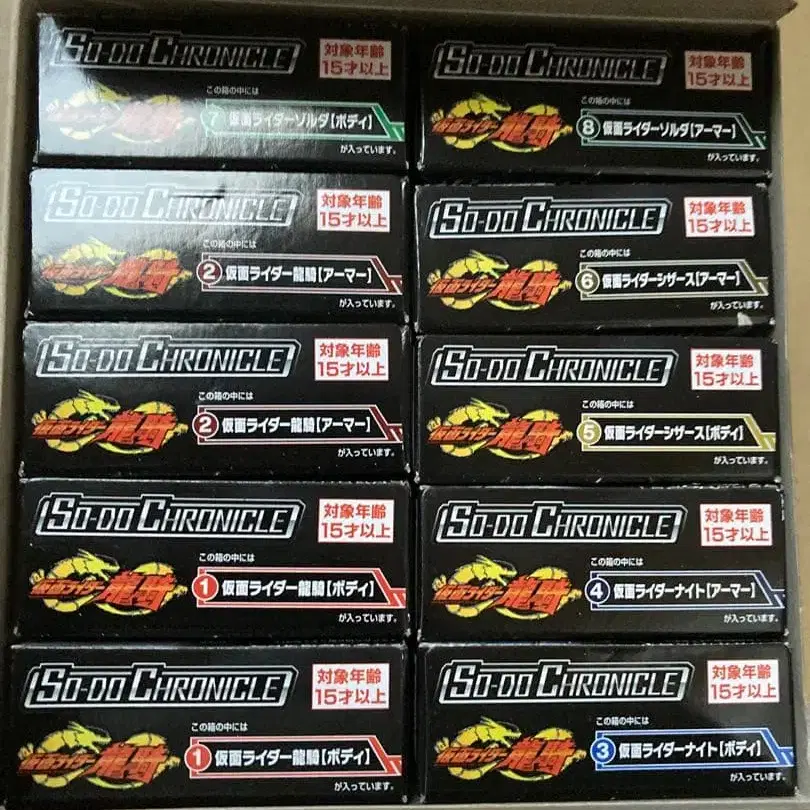 SO-DO CHRONICLE
対象年齢
15才以上
この箱の中には
仮面ライダー龍騎
7 仮面ライダーゾルダ[ボディ]
が入っています。
SO-DO CHRONICLE
対象年齢
15才以上
この箱の中には
仮面ライダー龍騎
8 仮面ライダーゾルダ[アーマー]
が入っています。
SO-DO CHRONICLE
対象年齢
15才以上
この箱の中には
仮面ライダー龍騎
2 仮面ライダー龍騎[アーマー]
が入っています。
SO-DO CHRONICLE
対象年齢
15才以上
この箱の中には
仮面ライダー龍騎
6 仮面ライダーシザース[アーマー]
が入っています。
SO-DO CHRONICLE
対象年齢
15才以上
この箱の中には
仮面ライダー龍騎
2 仮面ライダー龍騎[アーマー]
が入っています。
SO-DO CHRONICLE
対象年齢
15才以上
この箱の中には
仮面ライダー龍騎
5 仮面ライダーシザース[ボディ]
が入っています。
SO-DO CHRONICLE
対象年齢
15才以上
この箱の中には
仮面ライダー龍騎
1 仮面ライダー龍騎[ボディ]
が入っています。
SO-DO CHRONICLE
対象年齢
15才以上
この箱の中には
仮面ライダー龍騎
4 仮面ライダーナイト[アーマー]
が入っています。
SO-DO CHRONICLE
対象年齢
15才以上
この箱の中には
仮面ライダー龍騎
1 仮面ライダー龍騎[ボディ]
が入っています。
SO-DO CHRONICLE
対象年齢
15才以上
この箱の中には
仮面ライダー龍騎
3 仮面ライダーナイト[ボディ]
が入っています。